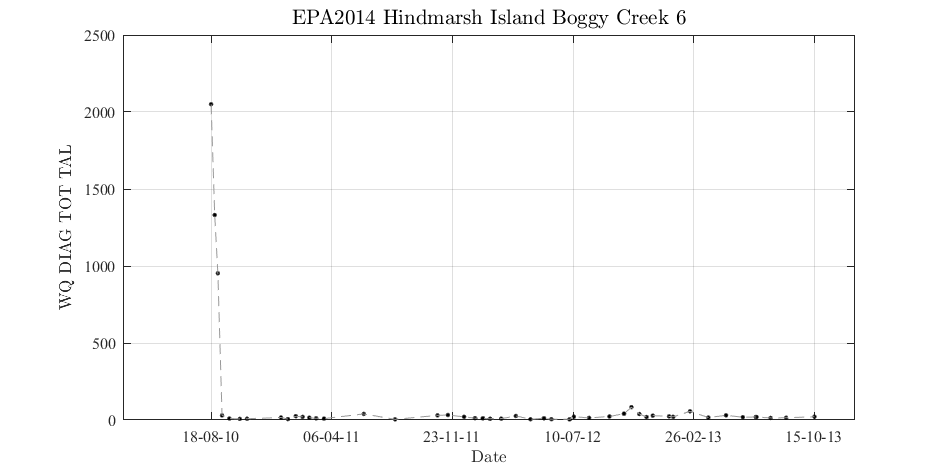 EPA2014 Hindmarsh Island Boggy Creek 6
2500
2000
1500
1000
500
0
WQ DIAG TOT TAL
18-08-10 06-04-11 23-11-11 10-07-12 26-02-13 15-10-13
Date